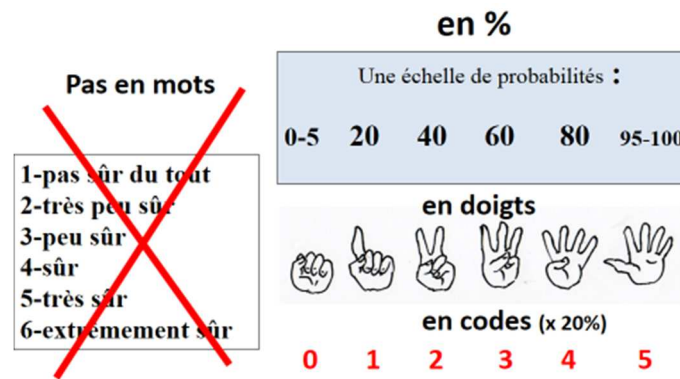 Pas en mots
1-pas sûr du tout
2-très peu sûr
3-peu sûr
4-sûr
5-très sûr
6-extrêmement sûr
en %
Une échelle de probabilités :
0-5 20 40 60 80 95-100
en doigts
en codes (x 20%)
0 1 2 3 4 5